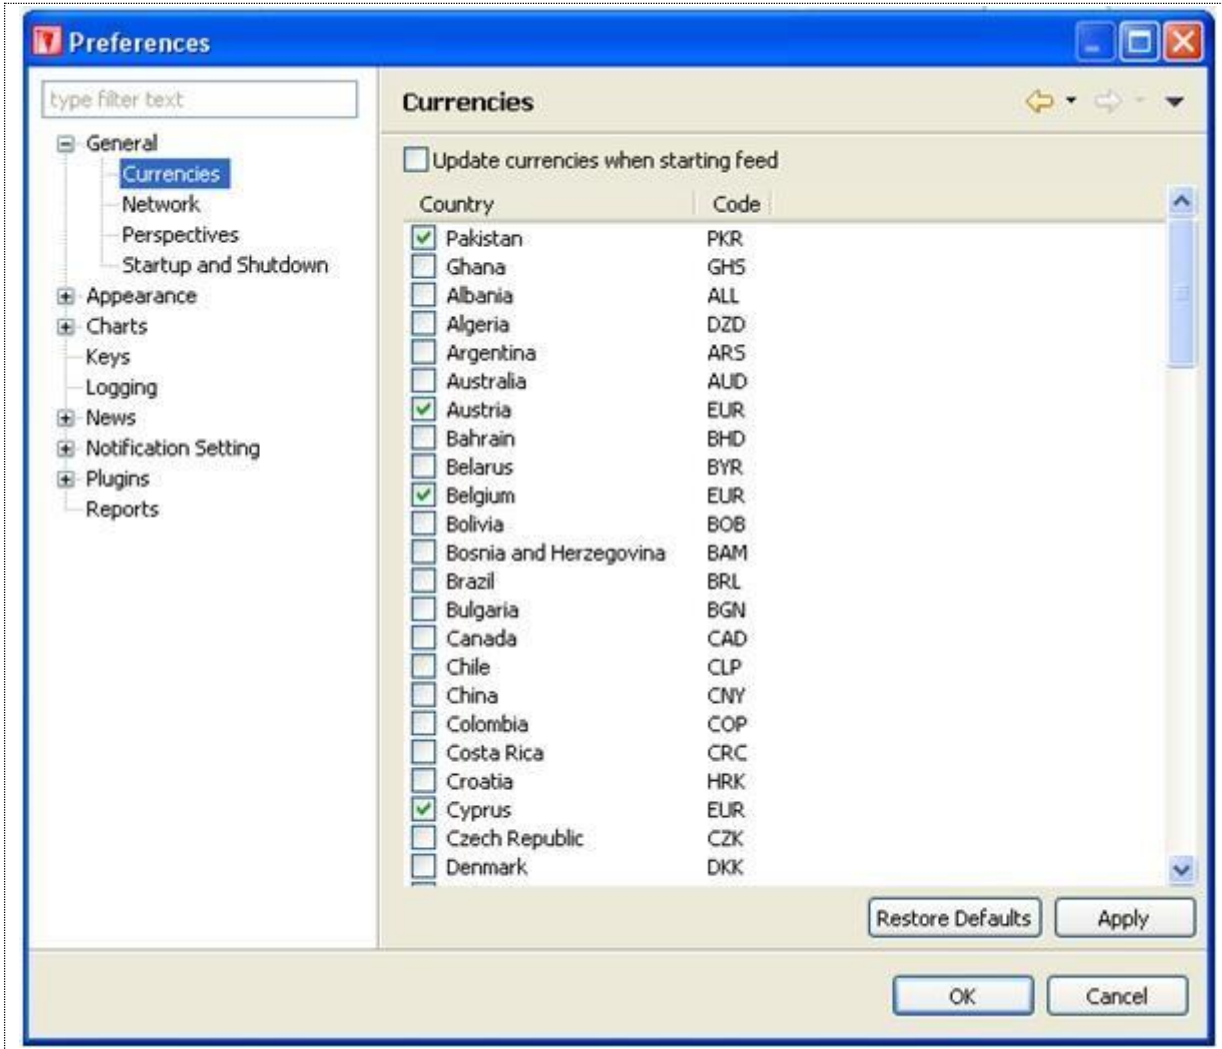 Preferences
type filter text
General
Currencies
Network
Perspectives
Startup and Shutdown
Appearance
Charts
Keys
Logging
News
Notification Setting
Plugins
Reports
Currencies
Update currencies when starting feed
Country Code
Pakistan PKR
Ghana GHS
Albania ALL
Algeria DZD
Argentina ARS
Australia AUD
Austria EUR
Bahrain BHD
Belarus BYR
Belgium EUR
Bolivia BOB
Bosnia and Herzegovina BAM
Brazil BRL
Bulgaria BGN
Canada CAD
Chile CLP
China CNY
Colombia COP
Costa Rica CRC
Croatia HRK
Cyprus EUR
Czech Republic CZK
Denmark DKK
Restore Defaults Apply
OK Cancel